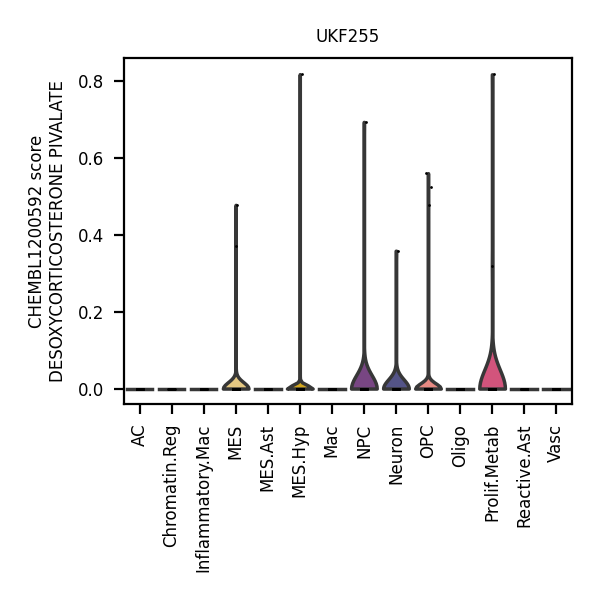 UKF255
CHEMBL1200592 score
DESOXYCORTICOSTERONE PIVALATE
0.8
0.6
0.4
0.2
0.0
AC
Chromatin.Reg
Inflammatory.Mac
MES
MES.Ast
MES.Hyp
Mac
NPC
Neuron
OPC
Oligo
Prolif.Metab
Reactive.Ast
Vasc